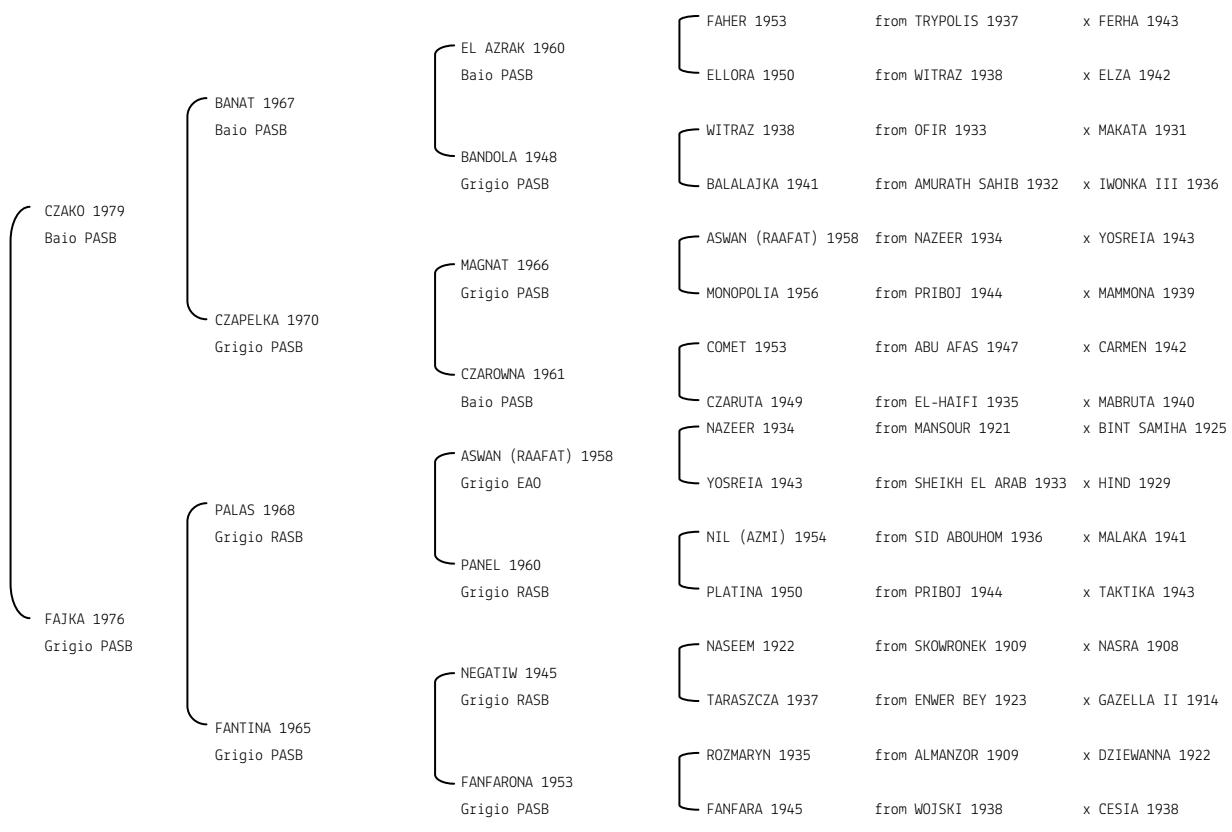 FAHER 1953 from TRYPOLIS 1937 x FERHA 1943
EL AZRAK 1960
Baio PASB ELLORA 1950 from WITRAZ 1938 x ELZA 1942
BANAT 1967
Baio PASB WITRAZ 1938 from OFIR 1933 x MAKATA 1931
BANDOLA 1948
Grigio PASB BALALAJKA 1941 from AMURATH SAHIB 1932 x IWONKA III 1936
CZAKO 1979
Baio PASB ASWAN (RAAFAT) 1958 from NAZEER 1934 x YOSREIA 1943
MAGNAT 1966
Grigio PASB MONOPOLIA 1956 from PRIBOJ 1944 x MAMMONA 1939
CZAPELKA 1970
Grigio PASB COMET 1953 from ABU AFAS 1947 x CARMEN 1942
CZAROWNA 1961
Baio PASB CZARUTA 1949 from EL-HAIFI 1935 x MABRUTA 1940
NAZEER 1934 from MANSOUR 1921 x BINT SAMIHA 1925
ASWAN (RAAFAT) 1958
Grigio EAO YOSREIA 1943 from SHEIKH EL ARAB 1933 x HIND 1929
PALAS 1968
Grigio RASB NIL (AZMI) 1954 from SID ABOUHOM 1936 x MALAKA 1941
PANEL 1960
Grigio RASB PLATINA 1950 from PRIBOJ 1944 x TAKTIKA 1943
FAJKA 1976
Grigio PASB NASEEM 1922 from SKOWRONEK 1909 x NASRA 1908
NEGATIW 1945
Grigio RASB TARASZCZA 1937 from ENWER BEY 1923 x GAZELLA II 1914
FANTINA 1965
Grigio PASB ROZMARYN 1935 from ALMANZOR 1909 x DZIEWANNA 1922
FANFARONA 1953
Grigio PASB FANFARA 1945 from WOJSKI 1938 x CESIA 1938